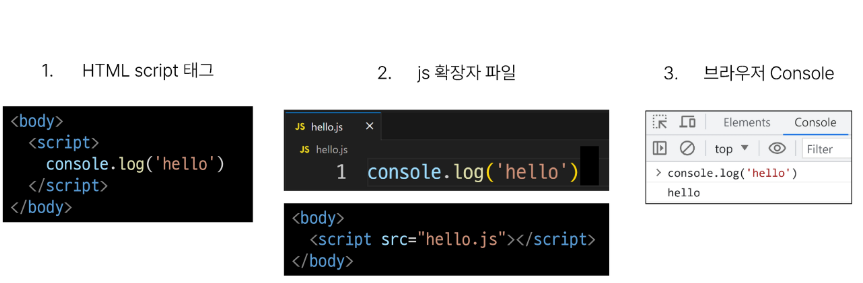 1. HTML script 태그
<body>
<script>
console.log('hello')
</script>
</body>
2. js 확장자 파일
JS hello.js ×
JS hello.js
1 console.log('hello')
<body>
<script src="hello.js"></script>
</body>
3. 브라우저 Console
Elements Console
top ▼ Filter
> console.log('hello')
hello